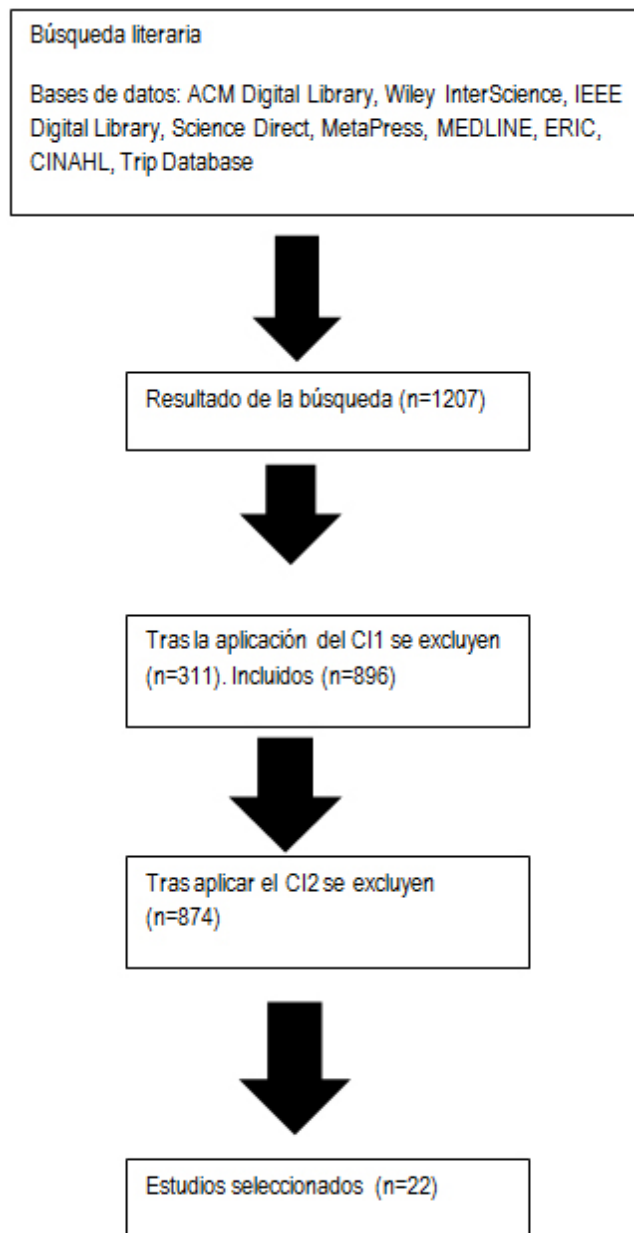 Búsqueda literaria
Bases de datos: ACM Digital Library, Wiley InterScience, IEEE
Digital Library, Science Direct, MetaPress, MEDLINE, ERIC,
CINAHL, Trip Database
Resultado de la búsqueda (n=1207)
Tras la aplicación del CI1 se excluyen
(n=311). Incluidos (n=896)
Tras aplicar el CI2 se excluyen
(n=874)
Estudios seleccionados (n=22)